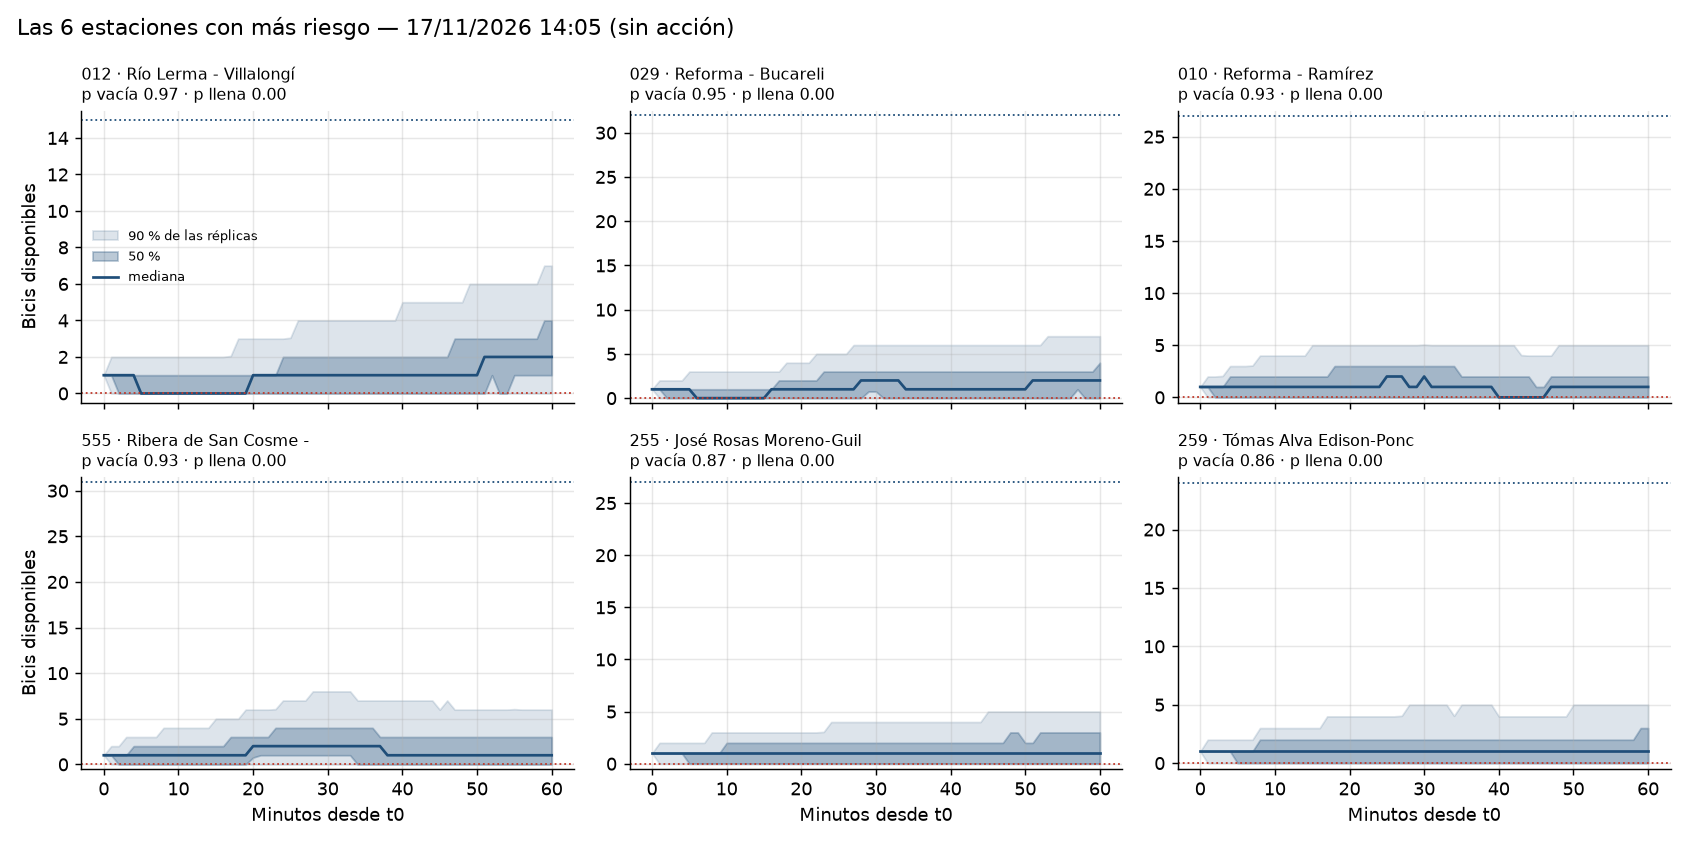 Las 6 estaciones con más riesgo — 17/11/2026 14:05 (sin acción)
012 · Río Lerma - Villalongí
p vacía 0.97 · p llena 0.00
Bicis disponibles
14
12
10
8
6
4
2
0
90 % de las réplicas
50 %
mediana
029 · Reforma - Bucareli
p vacía 0.95 · p llena 0.00
30
25
20
15
10
5
0
010 · Reforma - Ramírez
p vacía 0.93 · p llena 0.00
25
20
15
10
5
0
555 · Ribera de San Cosme -
p vacía 0.93 · p llena 0.00
Bicis disponibles
30
25
20
15
10
5
0
0 10 20 30 40 50 60
Minutos desde t0
255 · José Rosas Moreno-Guil
p vacía 0.87 · p llena 0.00
25
20
15
10
5
0
0 10 20 30 40 50 60
Minutos desde t0
259 · Tómas Alva Edison-Ponc
p vacía 0.86 · p llena 0.00
20
15
10
5
0
0 10 20 30 40 50 60
Minutos desde t0